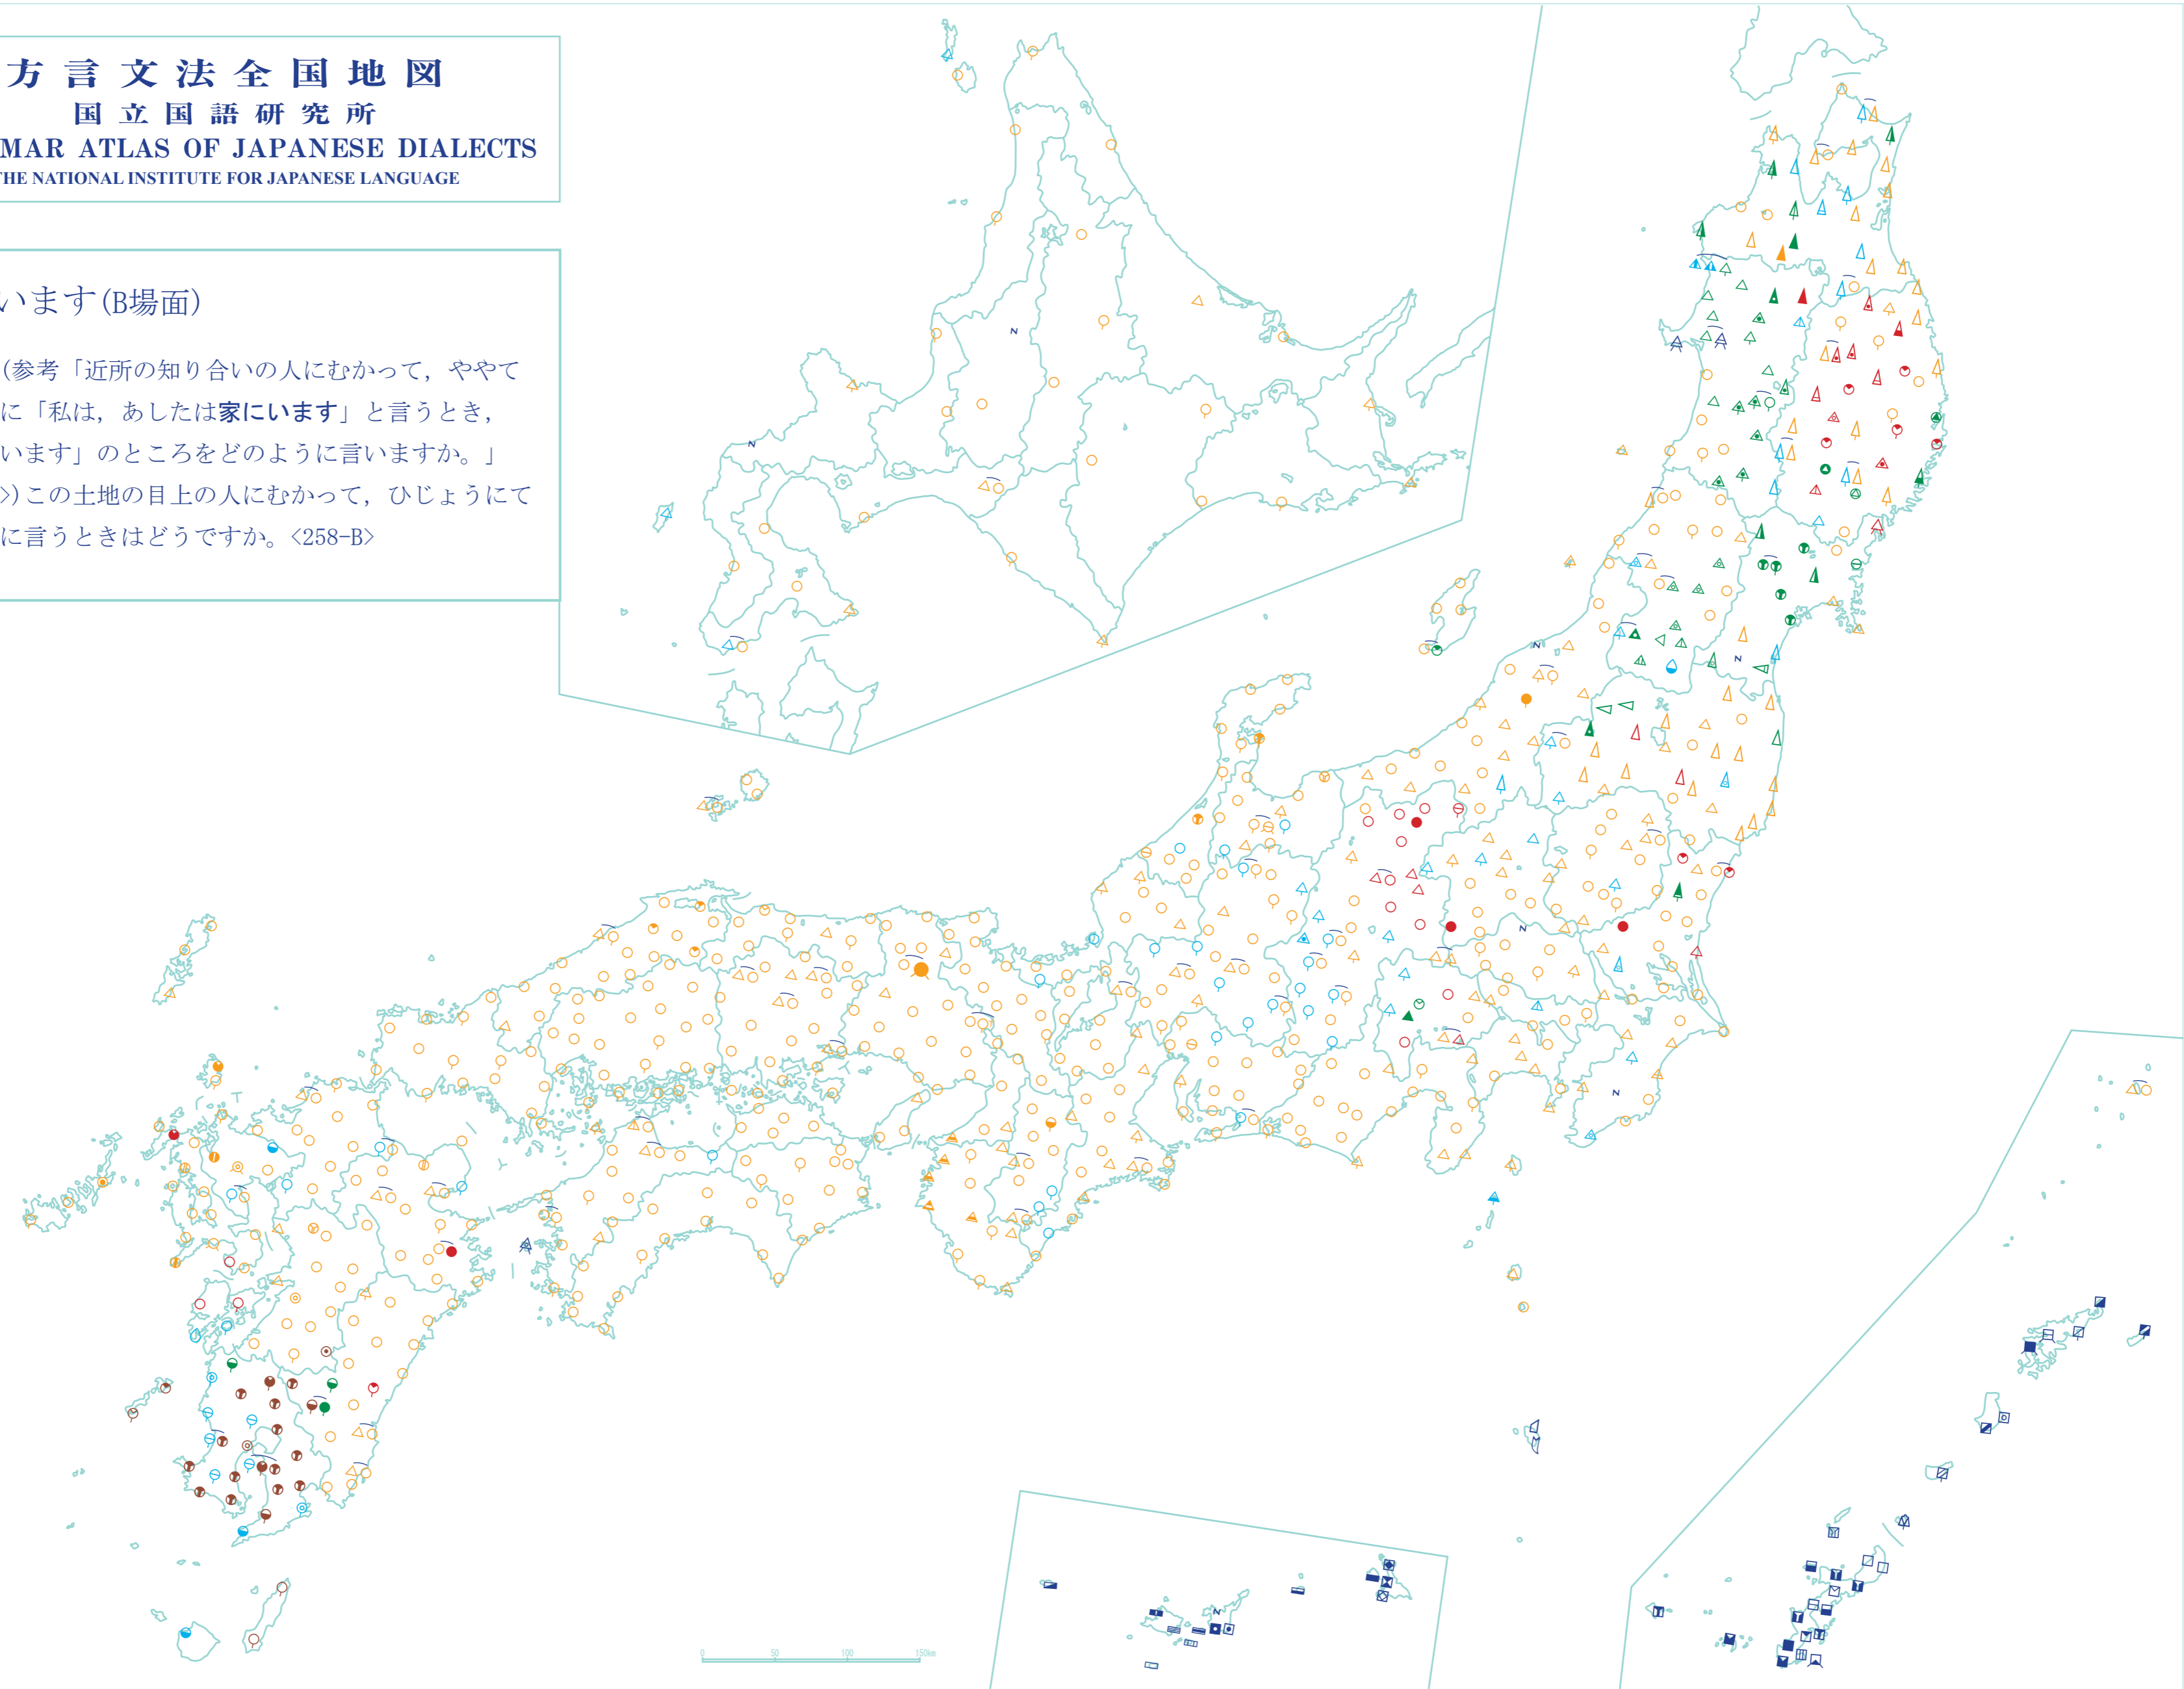 方言文法全国地図
国立国語研究所
MAR ATLAS OF JAPANESE DIALECTS
THE NATIONAL INSTITUTE FOR JAPANESE LANGUAGE
います(B場面)
(参考「近所の知り合いの人にむかって，ややて
に「私は，あしたは家にいます」と言うとき，
います」のところをどのように言いますか。」
>)この土地の目上の人にむかって，ひじょうにて
に言うときはどうですか。<258-B>
N
N
N
N
N
N
N
N
0 50 100 150km